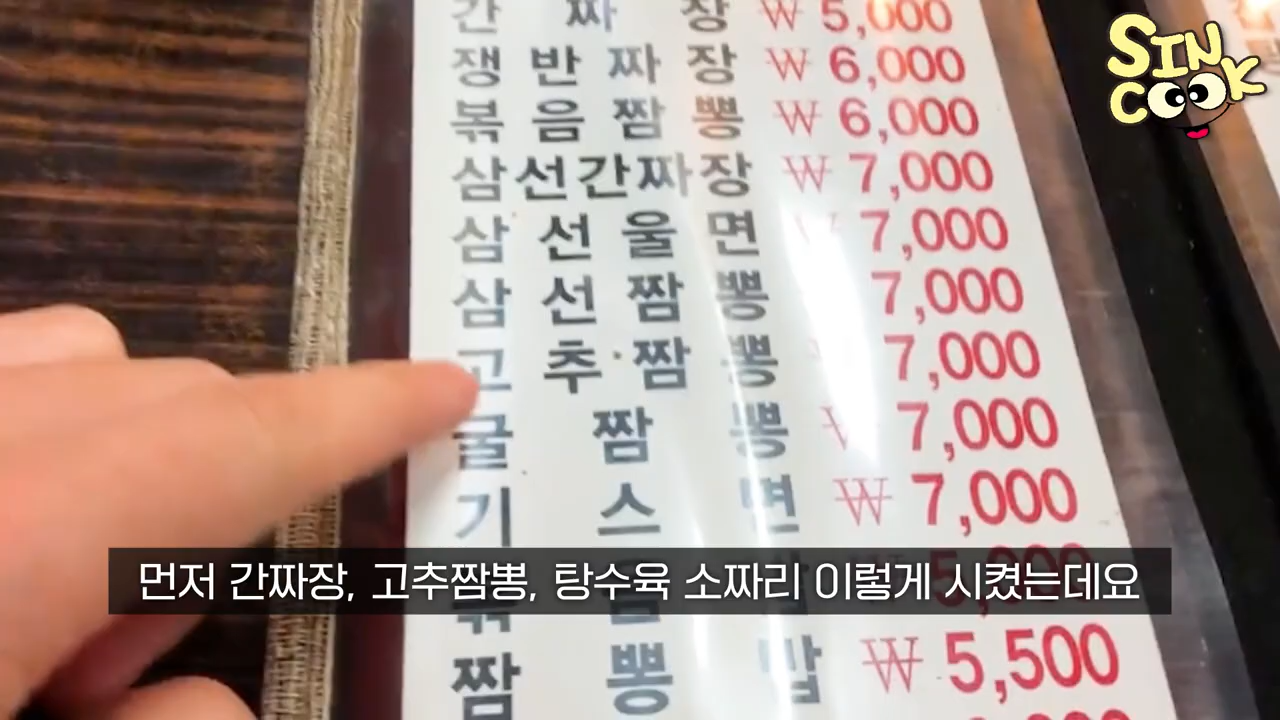 SIN
COOK
간짜장 ₩5,000
쟁반짜장 ₩6,000
볶음짬뽕 ₩6,000
삼선간짜장 ₩7,000
삼선울면 ₩7,000
삼선짬뽕 7,000
고추짬뽕 ₩7,000
굴짬뽕 ₩7,000
기스면 ₩7,000
먼저 간짜장, 고추짬뽕, 탕수육 소짜리 이렇게 시켰는데요
짬뽕밥 ₩5,500